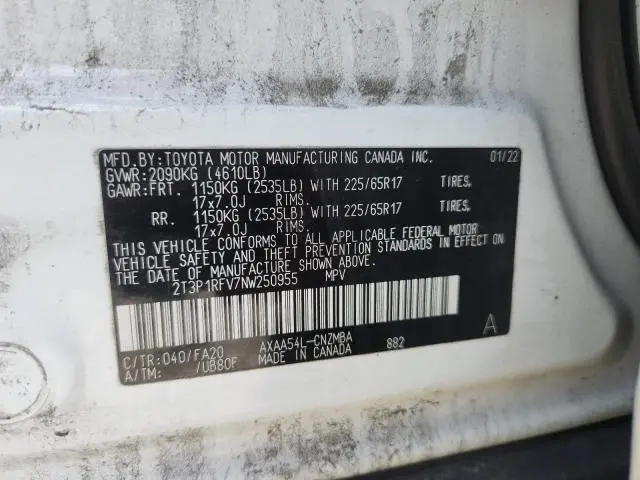 MFD.BY:TOYOTA MOTOR MANUFACTURING CANADA INC. 01/22
GVWR:2090KG (4610LB)
GAWR:FRT. 1150KG (2535LB) WITH 225/65R17 TIRES,
17x7.0J RIMS.
RR. 1150KG (2535LB) WITH 225/65R17 TIRES,
17x7.0J RIMS.
THIS VEHICLE CONFORMS TO ALL APPLICABLE FEDERAL MOTOR
VEHICLE SAFETY AND THEFT PREVENTION STANDARDS IN EFFECT ON
THE DATE OF MANUFACTURE SHOWN ABOVE.
2T3P1RFV7NW250955 MPV
C/TR:040/FA20 AXAA54L-CNZMBA 882 A
A/TM: /UB80F MADE IN CANADA